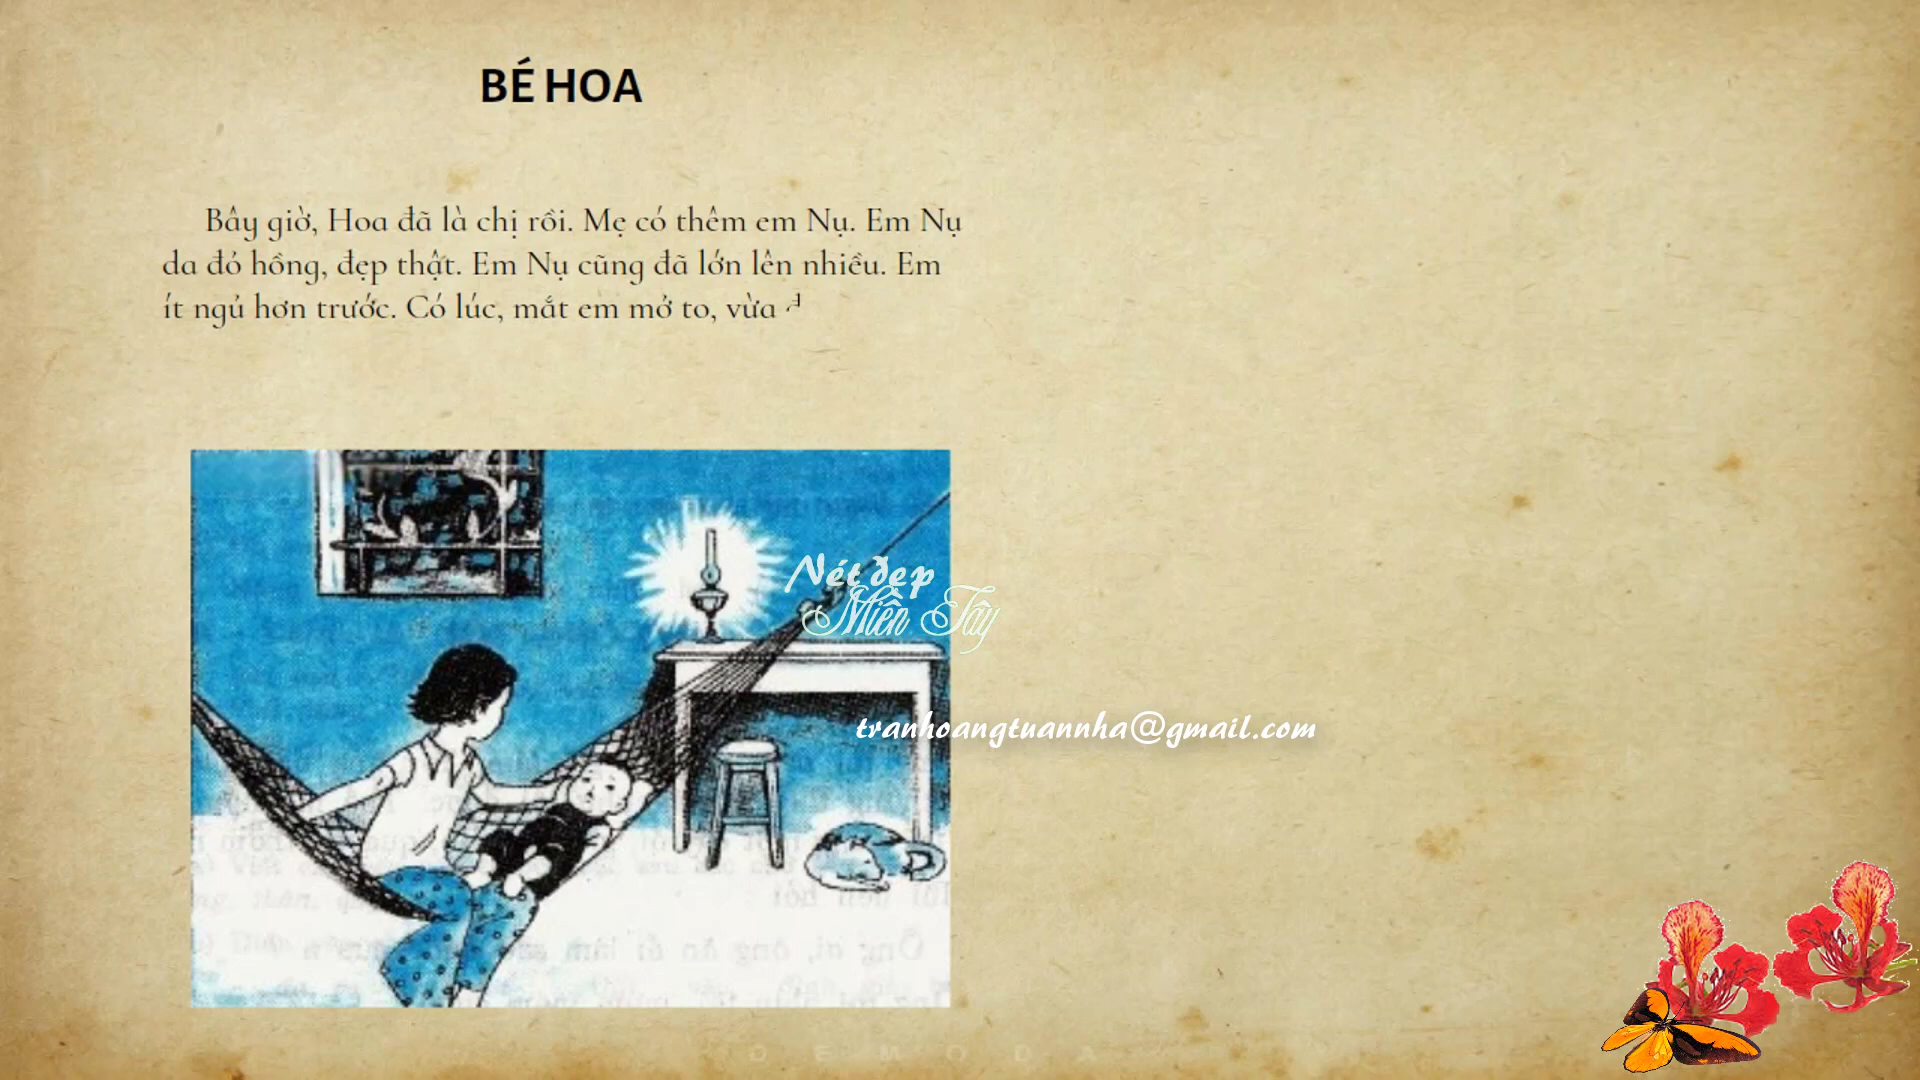 BÉ HOA
Bây giờ, Hoa đã là chị rồi. Mẹ có thêm em Nụ. Em Nụ
da đỏ hồng, đẹp thật. Em Nụ cũng đã lớn lên nhiều. Em
ít ngủ hơn trước. Có lúc, mắt em mở to, vừa
Nét đẹp
Miền Tây
tranhoangtuannha@gmail.com